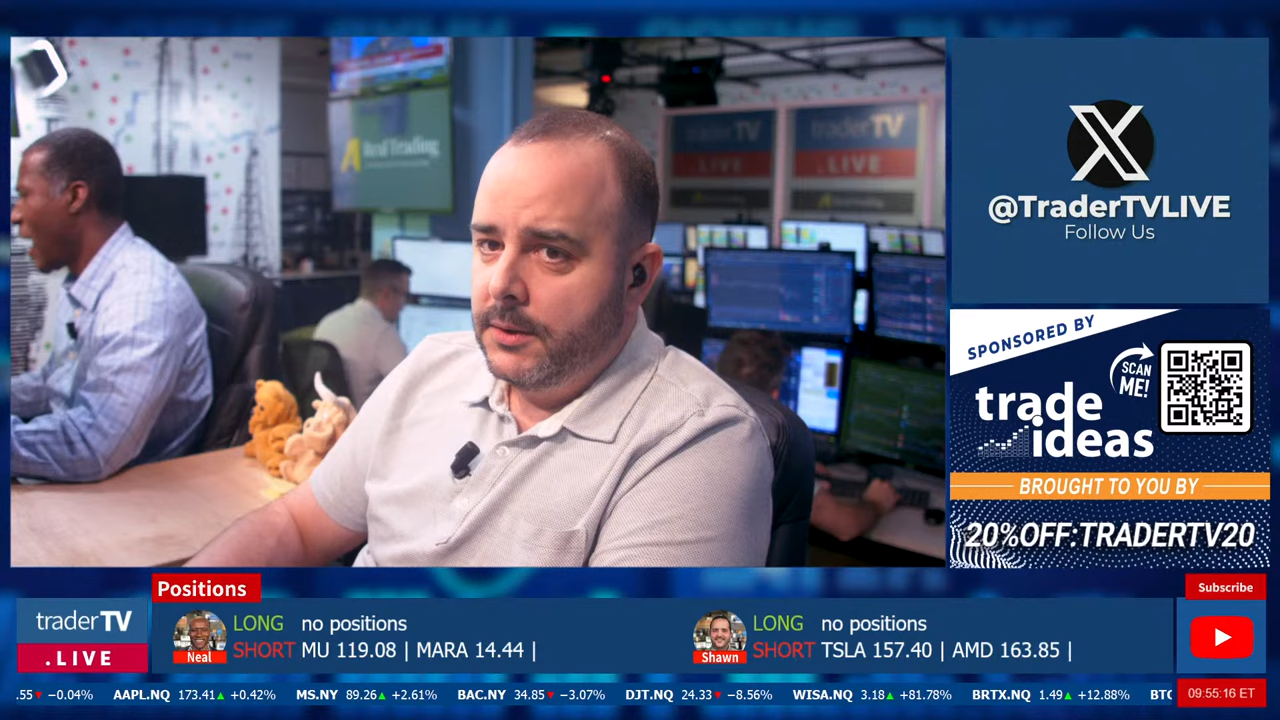 Real Trading
traderTV
.LIVE
traderTV
.LIVE
@TraderTVLIVE
Follow Us
SPONSORED BY
SCAN
ME!
trade
ideas
BROUGHT TO YOU BY
20%OFF:TRADERTV20
Positions
Subscribe
traderTV
.LIVE
Neal
LONG no positions
SHORT MU 119.08 | MARA 14.44 |
Shawn
LONG no positions
SHORT TSLA 157.40 | AMD 163.85 |
.55▼ −0.04% AAPL.NQ 173.41▲ +0.42% MS.NY 89.26▲ +2.61% BAC.NY 34.85▼ −3.07% DJT.NQ 24.33▼ −8.56% WISA.NQ 3.18▲ +81.78% BRTX.NQ 1.49▲ +12.88% BTC
09:55:16 ET